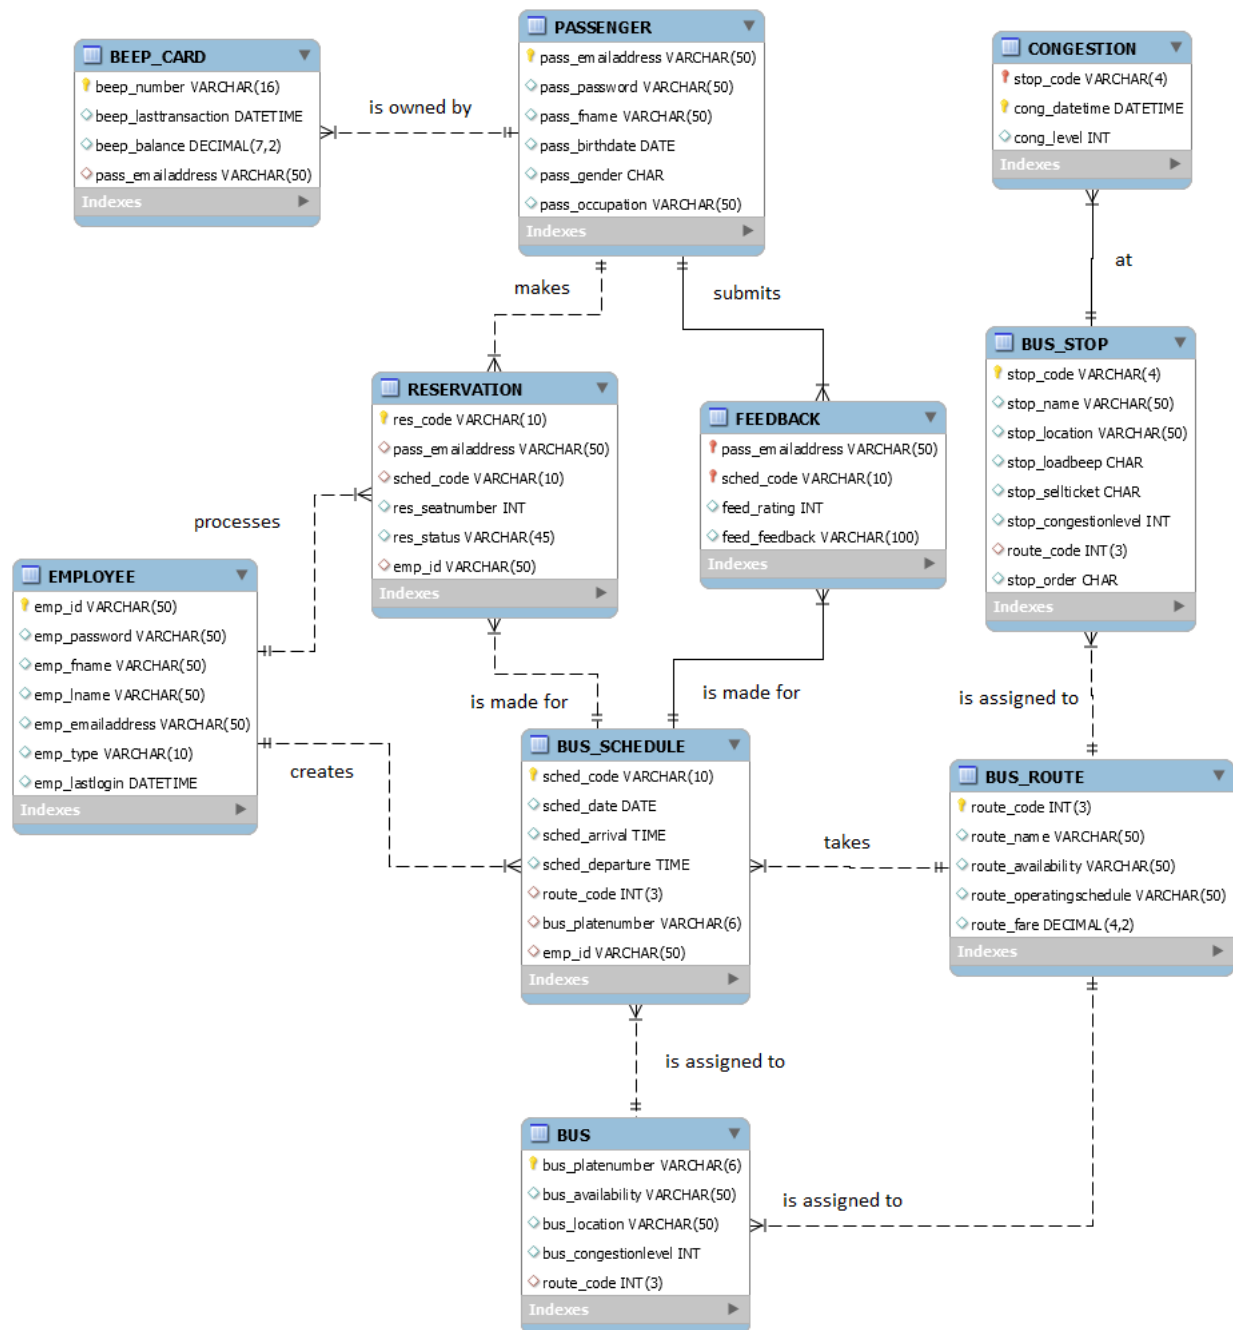 BEEP_CARD
beep_number VARCHAR(16)
beep_lasttransaction DATETIME
beep_balance DECIMAL(7,2)
pass_emailaddress VARCHAR(50)
Indexes
is owned by
PASSENGER
pass_emailaddress VARCHAR(50)
pass_password VARCHAR(50)
pass_fname VARCHAR(50)
pass_birthdate DATE
pass_gender CHAR
pass_occupation VARCHAR(50)
Indexes
CONGESTION
stop_code VARCHAR(4)
cong_datetime DATETIME
cong_level INT
Indexes
makes
submits
at
RESERVATION
res_code VARCHAR(10)
pass_emailaddress VARCHAR(50)
sched_code VARCHAR(10)
res_seatnumber INT
res_status VARCHAR(45)
emp_id VARCHAR(50)
Indexes
FEEDBACK
pass_emailaddress VARCHAR(50)
sched_code VARCHAR(10)
feed_rating INT
feed_feedback VARCHAR(100)
Indexes
BUS_STOP
stop_code VARCHAR(4)
stop_name VARCHAR(50)
stop_location VARCHAR(50)
stop_loadbeep CHAR
stop_sellticket CHAR
stop_congestionlevel INT
route_code INT(3)
stop_order CHAR
Indexes
processes
EMPLOYEE
emp_id VARCHAR(50)
emp_password VARCHAR(50)
emp_fname VARCHAR(50)
emp_lname VARCHAR(50)
emp_emailaddress VARCHAR(50)
emp_type VARCHAR(10)
emp_lastlogin DATETIME
Indexes
is made for
is made for
is assigned to
creates
BUS_SCHEDULE
sched_code VARCHAR(10)
sched_date DATE
sched_arrival TIME
sched_departure TIME
route_code INT(3)
bus_platenumber VARCHAR(6)
emp_id VARCHAR(50)
Indexes
takes
BUS_ROUTE
route_code INT(3)
route_name VARCHAR(50)
route_availability VARCHAR(50)
route_operatingschedule VARCHAR(50)
route_fare DECIMAL(4,2)
Indexes
is assigned to
BUS
bus_platenumber VARCHAR(6)
bus_availability VARCHAR(50)
bus_location VARCHAR(50)
bus_congestionlevel INT
route_code INT(3)
Indexes
is assigned to